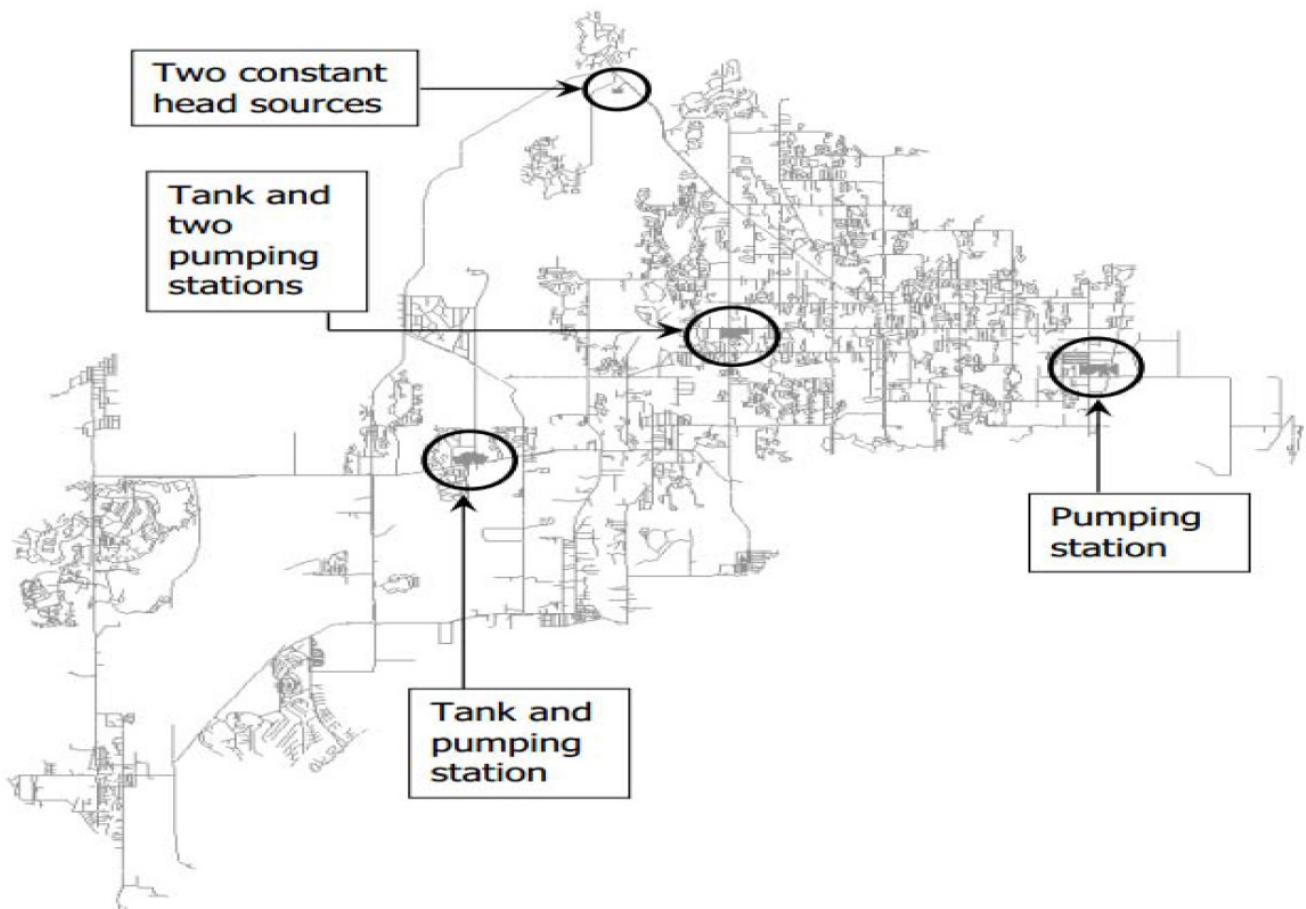 Two constant
head sources
Tank and
two
pumping
stations
Pumping
station
Tank and
pumping
station